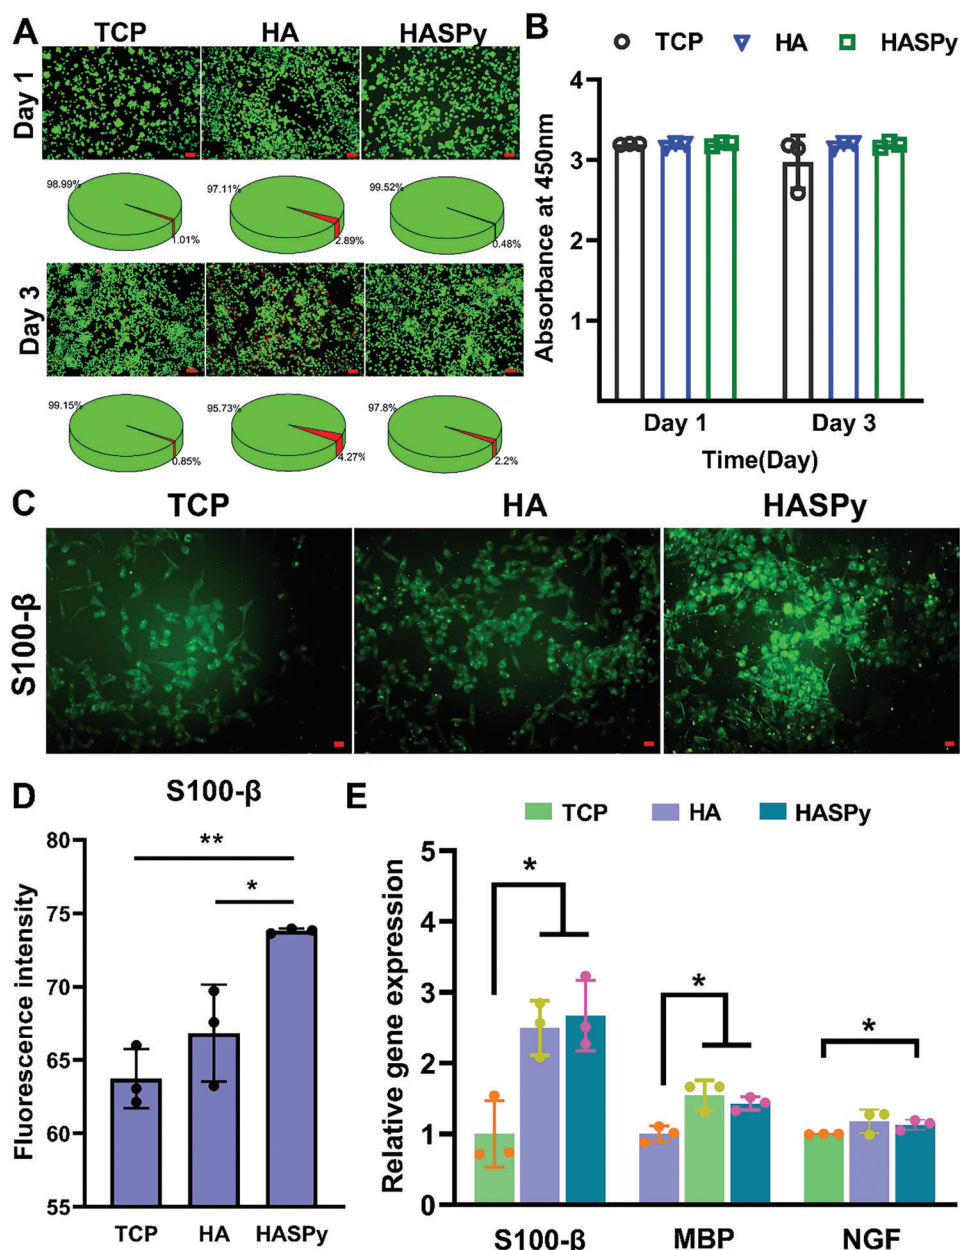 A
TCP HA HASPy
Day 1
98.99% 97.11% 99.52%
1.01% 2.89% 0.48%
Day 3
99.15% 95.73% 97.8%
0.85% 4.27% 2.2%
B
TCP HA HASPy
Absorbance at 450nm
4
3
2
1
Day 1 Day 3
Time(Day)
C
TCP HA HASPy
S100-β
D
S100-β
Fluorescence intensity
80
75
70
65
60
55
**
*
TCP HA HASPy
E
TCP HA HASPy
Relative gene expression
5
4
3
2
1
0
*
*
*
S100-β MBP NGF